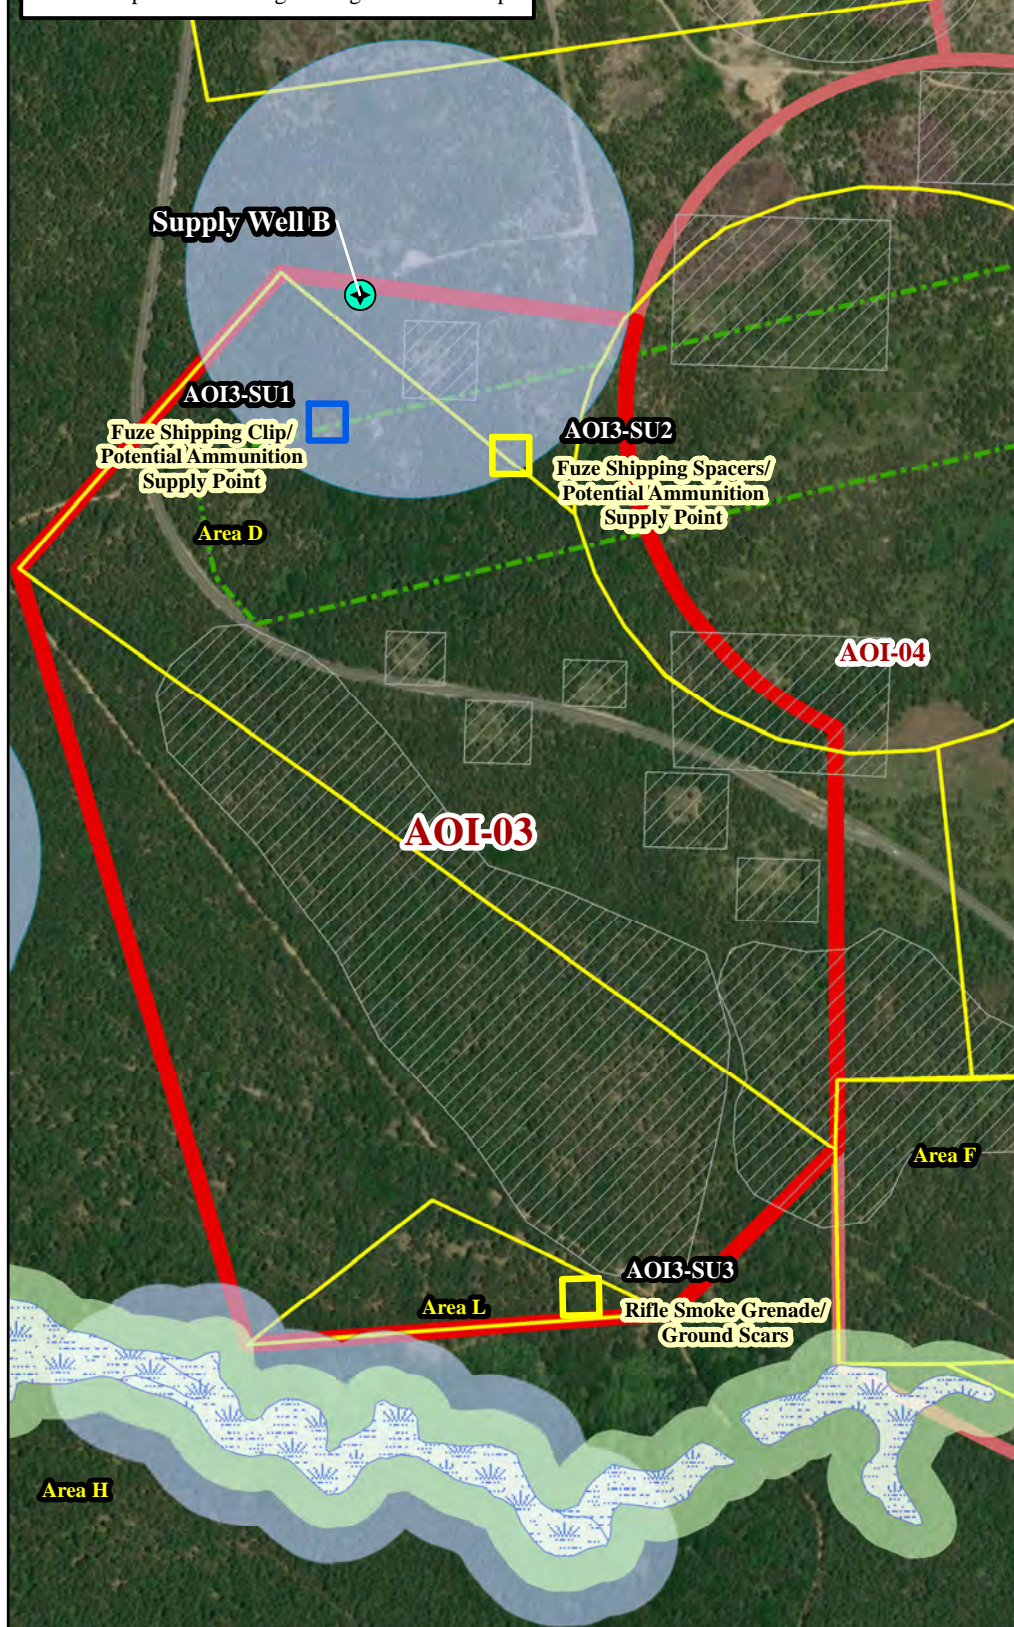 Supply Well B
AOI3-SU1
Fuze Shipping Clip/
Potential Ammunition
Supply Point
AOI3-SU2
Fuze Shipping Spacers/
Potential Ammunition
Supply Point
Area D
AOI-04
AOI-03
Area F
AOI3-SU3
Rifle Smoke Grenade/
Ground Scars
Area L
Area H